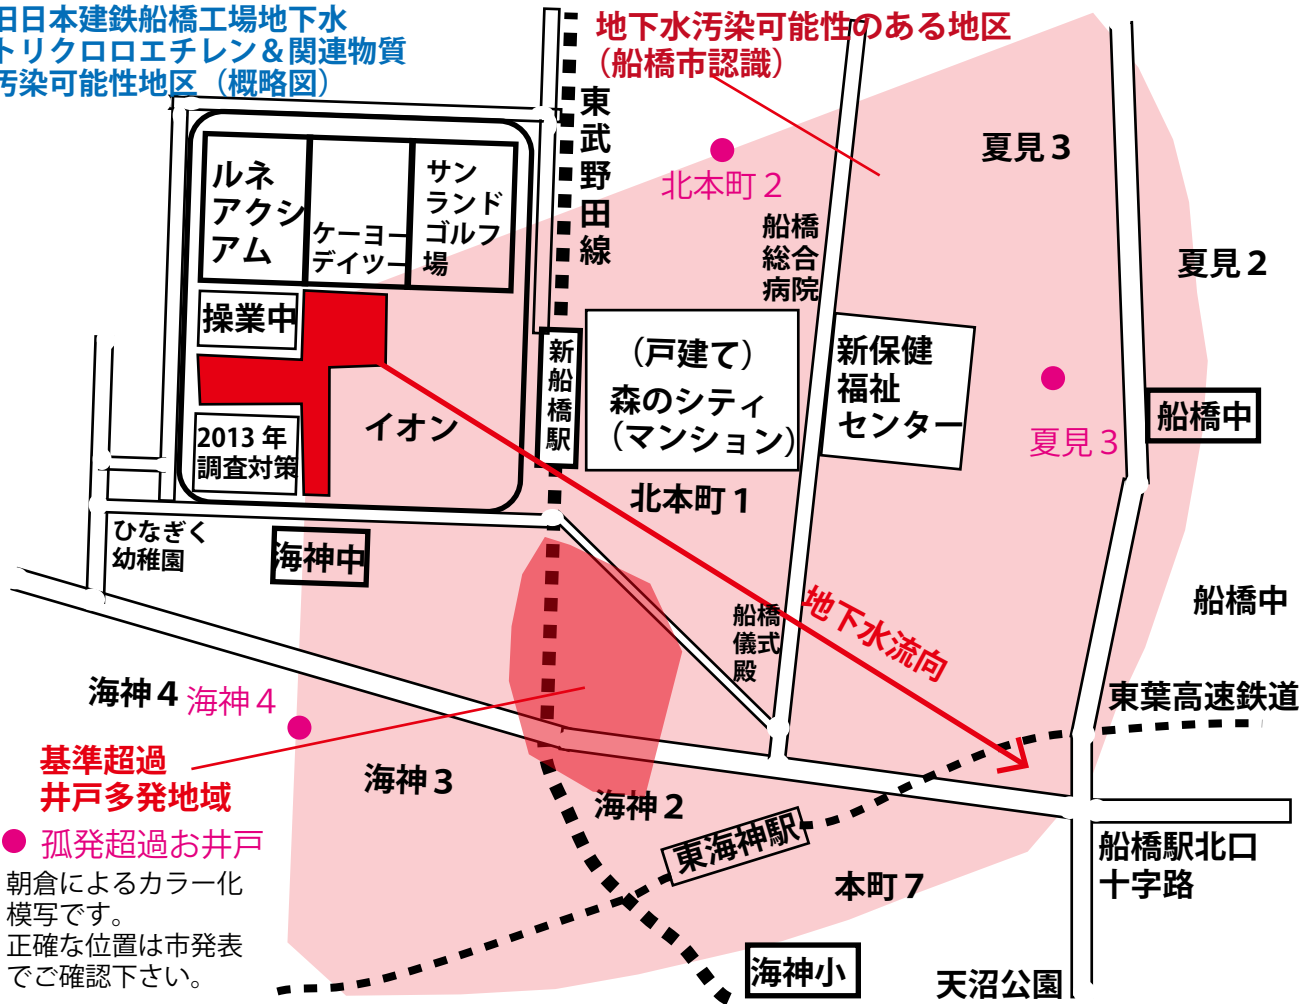 旧日本建鉄船橋工場地下水
トリクロロエチレン＆関連物質
汚染可能性地区（概略図）
地下水汚染可能性のある地区
（船橋市認識）
東武野田線
夏見３
北本町２
ルネ
アクシ
アム
ケーヨー
デイツー
サン
ランド
ゴルフ
場
船橋
総合
病院
夏見２
操業中
新船橋駅
（戸建て）
森のシティ
（マンション）
新保健
福祉
センター
夏見３
船橋中
イオン
2013 年
調査対策
北本町１
ひなぎく
幼稚園
海神中
船橋
儀式
殿
地下水流向
船橋中
海神４
海神４
東葉高速鉄道
基準超過
井戸多発地域
海神３
海神２
孤発超過お井戸
東海神駅
船橋駅北口
十字路
朝倉によるカラー化
模写です。
正確な位置は市発表
でご確認下さい。
本町７
海神小
天沼公園